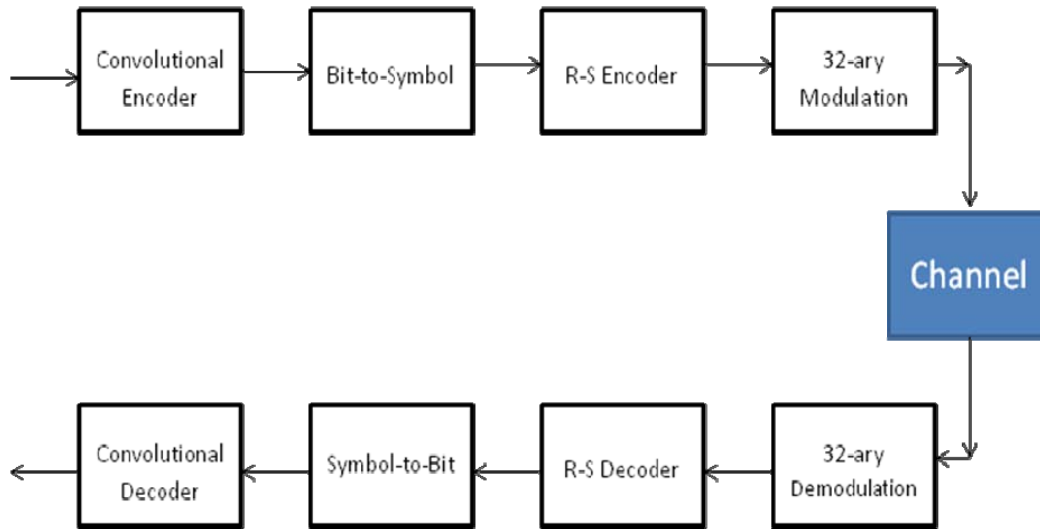 Convolutional
Encoder
Bit-to-Symbol
R-S Encoder
32-ary
Modulation
Channel
Convolutional
Decoder
Symbol-to-Bit
R-S Decoder
32-ary
Demodulation